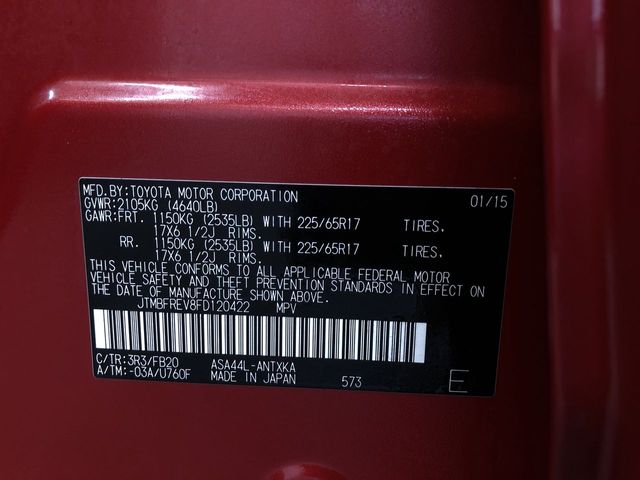 MFD.BY:TOYOTA MOTOR CORPORATION 01/15
GVWR:2105KG (4640LB)
GAWR:FRT. 1150KG (2535LB) WITH 225/65R17 TIRES.
17X6 1/2J RIMS.
RR. 1150KG (2535LB) WITH 225/65R17 TIRES.
17X6 1/2J RIMS.
THIS VEHICLE CONFORMS TO ALL APPLICABLE FEDERAL MOTOR
VEHICLE SAFETY AND THEFT PREVENTION STANDARDS IN EFFECT ON
THE DATE OF MANUFACTURE SHOWN ABOVE.
JTMBFREV8FD120422 MPV
C/TR:3R3/FB20 ASA44L-ANTXKA
A/TM:-03A/U760F MADE IN JAPAN 573 E